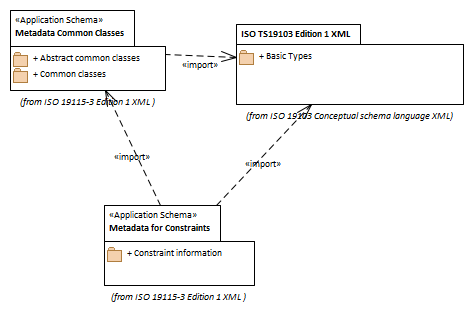 «Application Schema»
Metadata Common Classes
+ Abstract common classes
+ Common classes
(from ISO 19115-3 Edition 1 XML )
ISO TS19103 Edition 1 XML
+ Basic Types
(from ISO 19103 Conceptual schema language XML)
«import»
«import»
«import»
«Application Schema»
Metadata for Constraints
+ Constraint information
(from ISO 19115-3 Edition 1 XML )